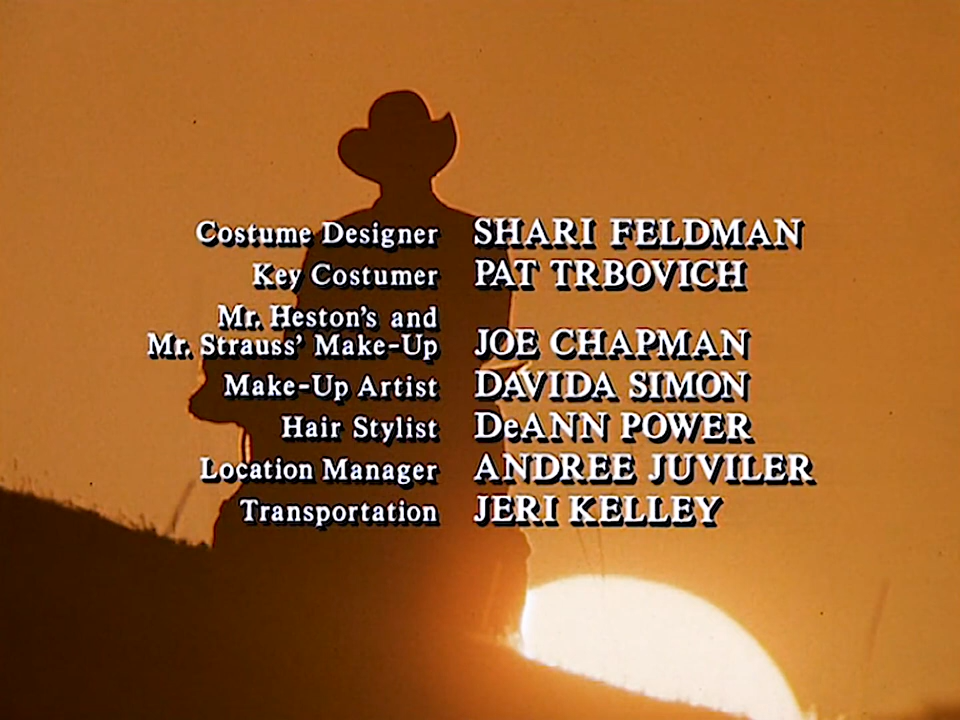 Costume Designer SHARI FELDMAN
Key Costumer PAT TRBOVICH
Mr. Heston's and
Mr. Strauss' Make-Up JOE CHAPMAN
Make-Up Artist DAVIDA SIMON
Hair Stylist DeANN POWER
Location Manager ANDREE JUVILER
Transportation JERI KELLEY